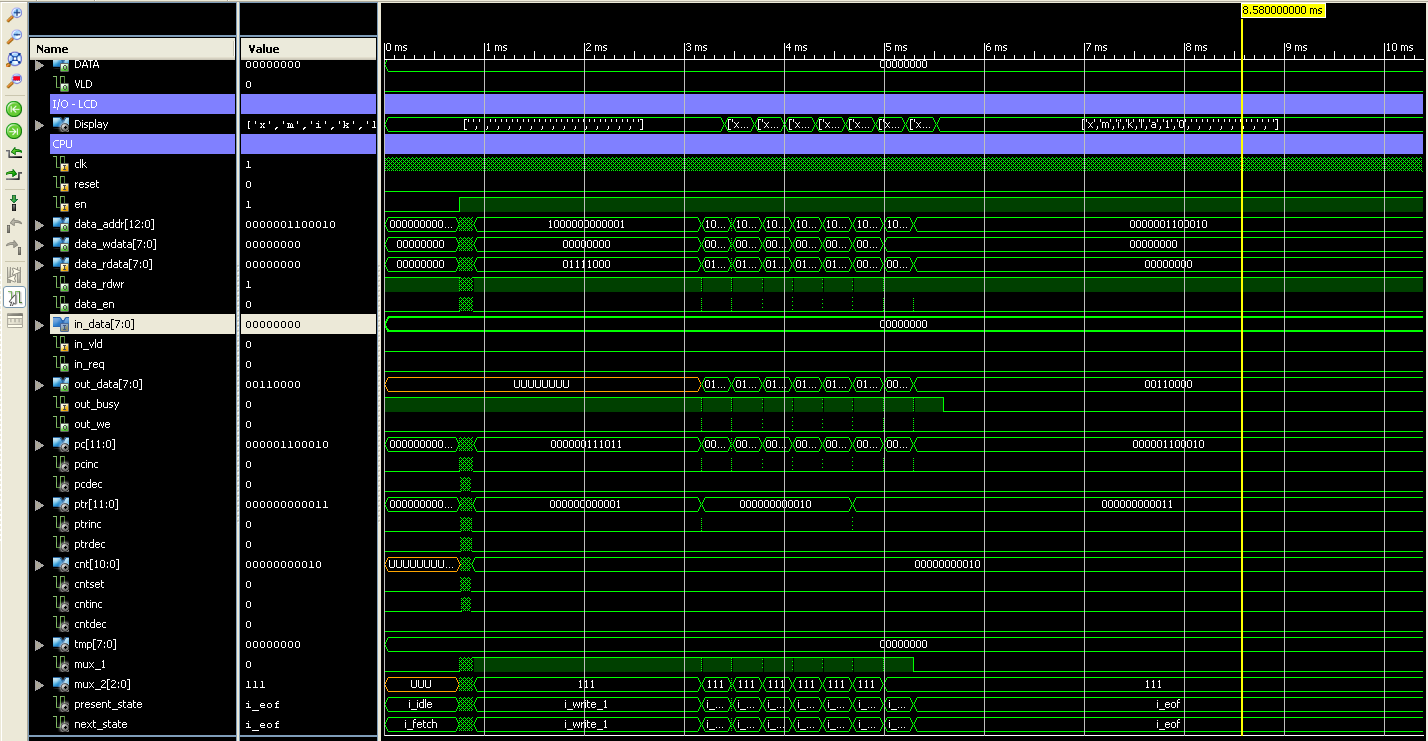 8.580000000 ms
Name Value 0 ms 1 ms 2 ms 3 ms 4 ms 5 ms 6 ms 7 ms 8 ms 9 ms 10 ms
DATA 00000000 00000000
VLD 0
I/O - LCD
Display ['x','m','i','k','l [' ',' ',' ',' ',' ',' ',' ',' ',' ',' ',' ',' ',' ',' ',' ',' '] ['x... ['x... ['x... ['x... ['x... ['x... ['x...
CPU
clk 1
reset 0
en 1
data_addr[12:0] 0000001100010 000000000... 1000000000001 10... 10... 10... 10... 10... 10... 10... 0000001100010
data_wdata[7:0] 00000000 00000000 00000000 00... 00... 00... 00... 00... 00... 00000000
data_rdata[7:0] 00000000 00000000 01111000 01... 01... 01... 01... 01... 01... 00... 00000000
data_rdwr 1
data_en 0
in_data[7:0] 00000000 00000000
in_vld 0
in_req 0
out_data[7:0] 00110000 UUUUUUUU 01... 01... 01... 01... 01... 01... 00... 00110000
out_busy 0
out_we 0
pc[11:0] 000001100010 000000000... 000000111011 00... 00... 00... 00... 00... 00... 00... 000001100010
pcinc 0
pcdec 0
ptr[11:0] 000000000011 000000000... 000000000001 000000000010 000000000011
ptrinc 0
ptrdec 0
cnt[10:0] 00000000010 UUUUUUUU... 00000000010
cntset 0
cntinc 0
cntdec 0
tmp[7:0] 00000000 00000000
mux_1 0
mux_2[2:0] 111 UUU 111 111 111 111 111 111 111 111
present_state i_eof i_idle i_write_1 i_... i_... i_... i_... i_... i_... i_... i_eof
next_state i_eof i_fetch i_write_1 i_... i_... i_... i_... i_... i_... i_... i_eof